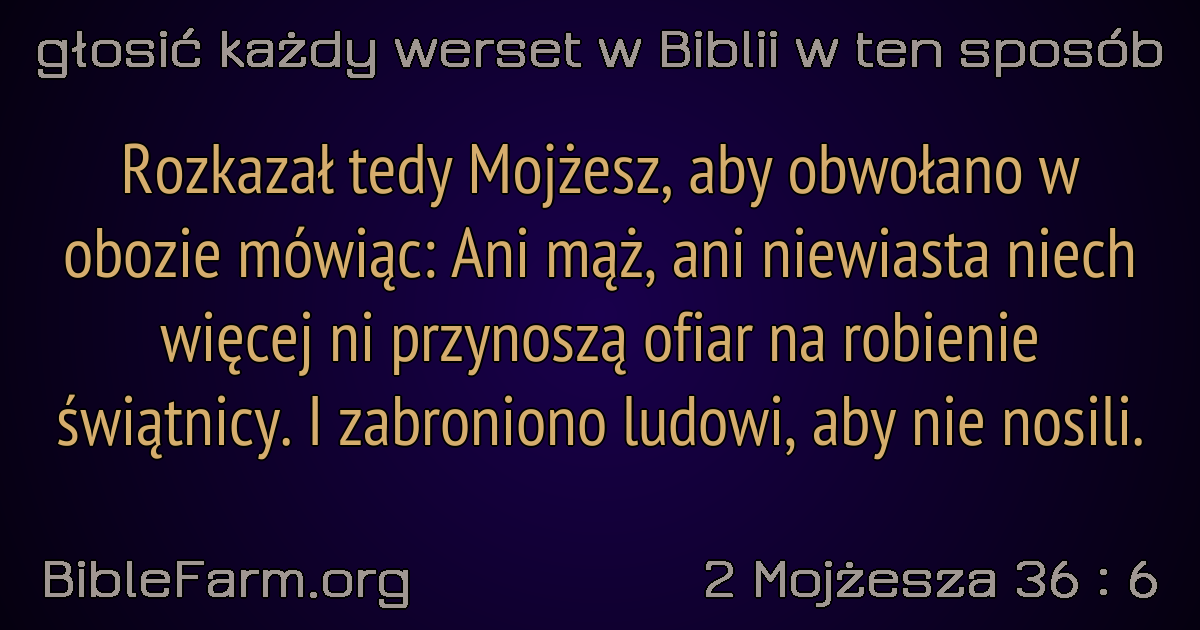 głosić każdy werset w Biblii w ten sposób
Rozkazał tedy Mojżesz, aby obwołano w
obozie mówiąc: Ani mąż, ani niewiasta niech
więcej ni przynoszą ofiar na robienie
świątnicy. I zabroniono ludowi, aby nie nosili.
BibleFarm.org
2 Mojżesza 36 : 6